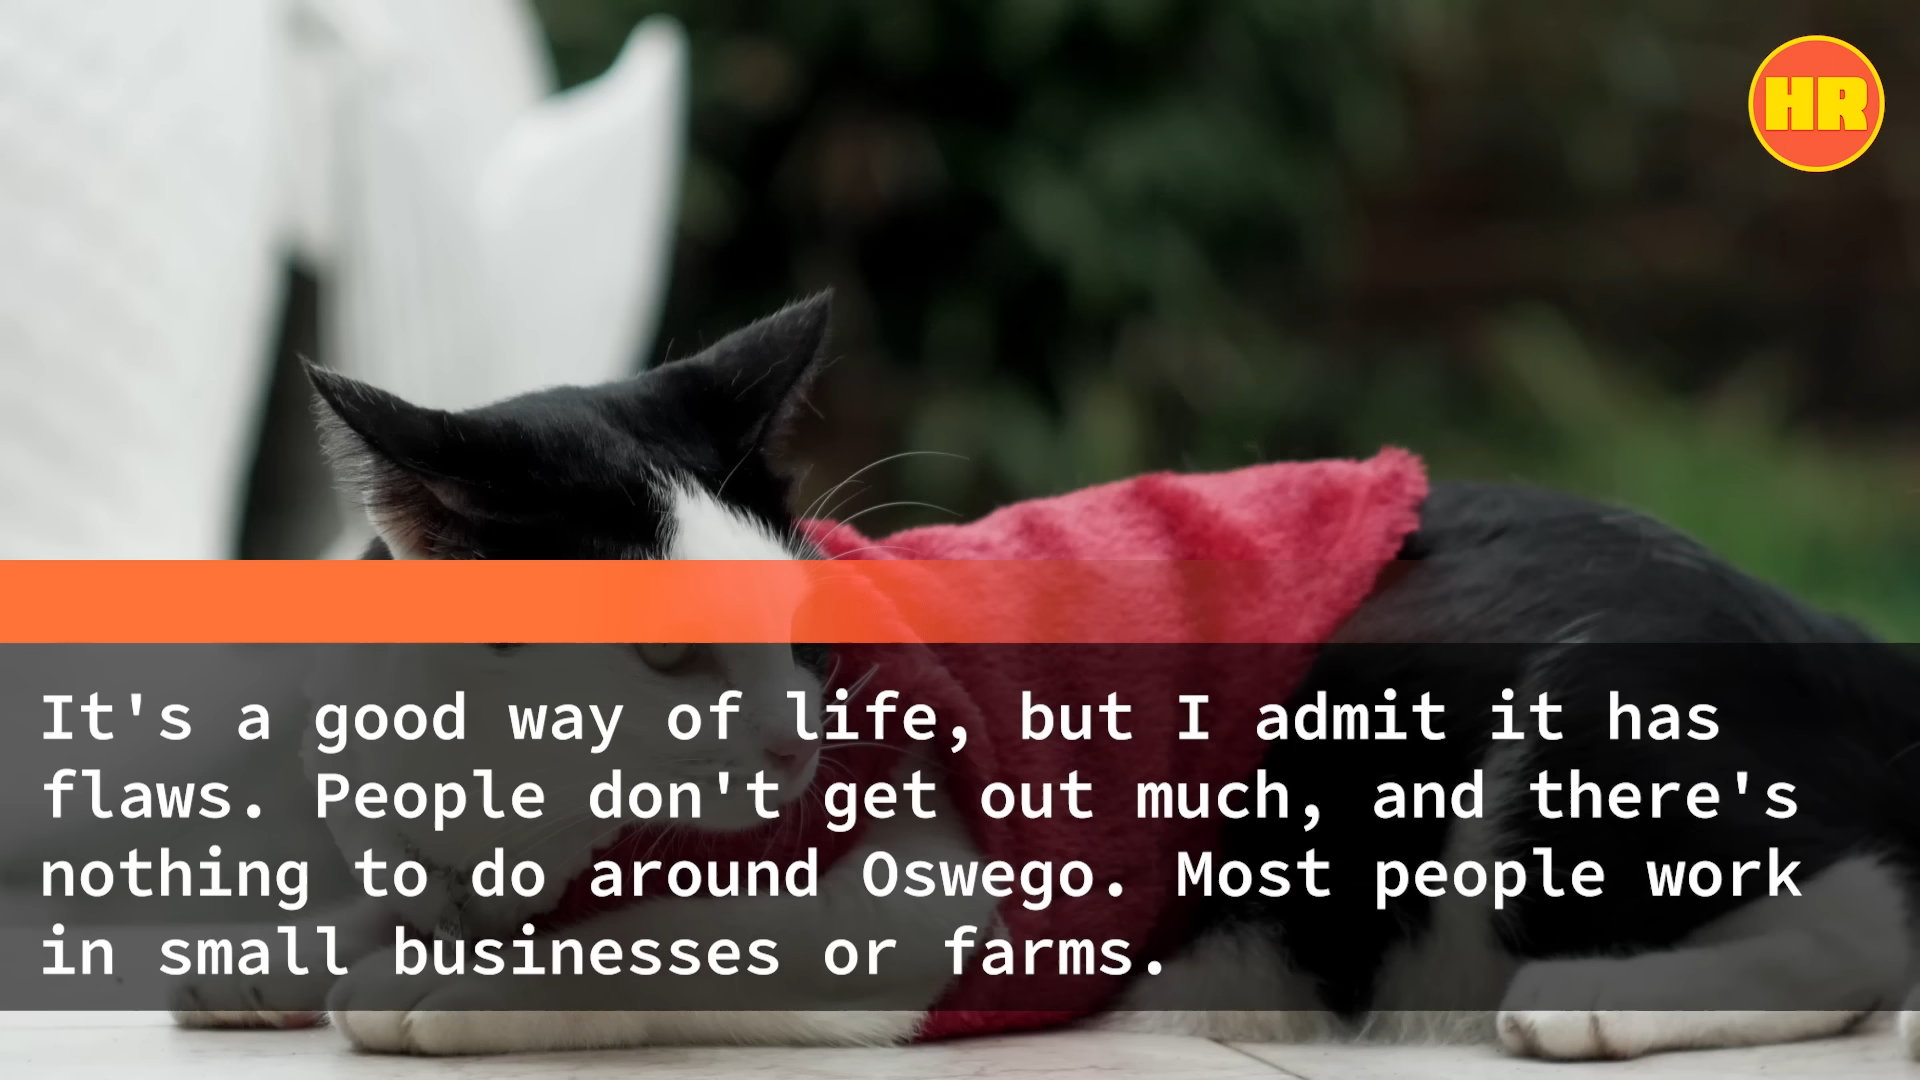 HR
It's a good way of life, but I admit it has
flaws. People don't get out much, and there's
nothing to do around Oswego. Most people work
in small businesses or farms.